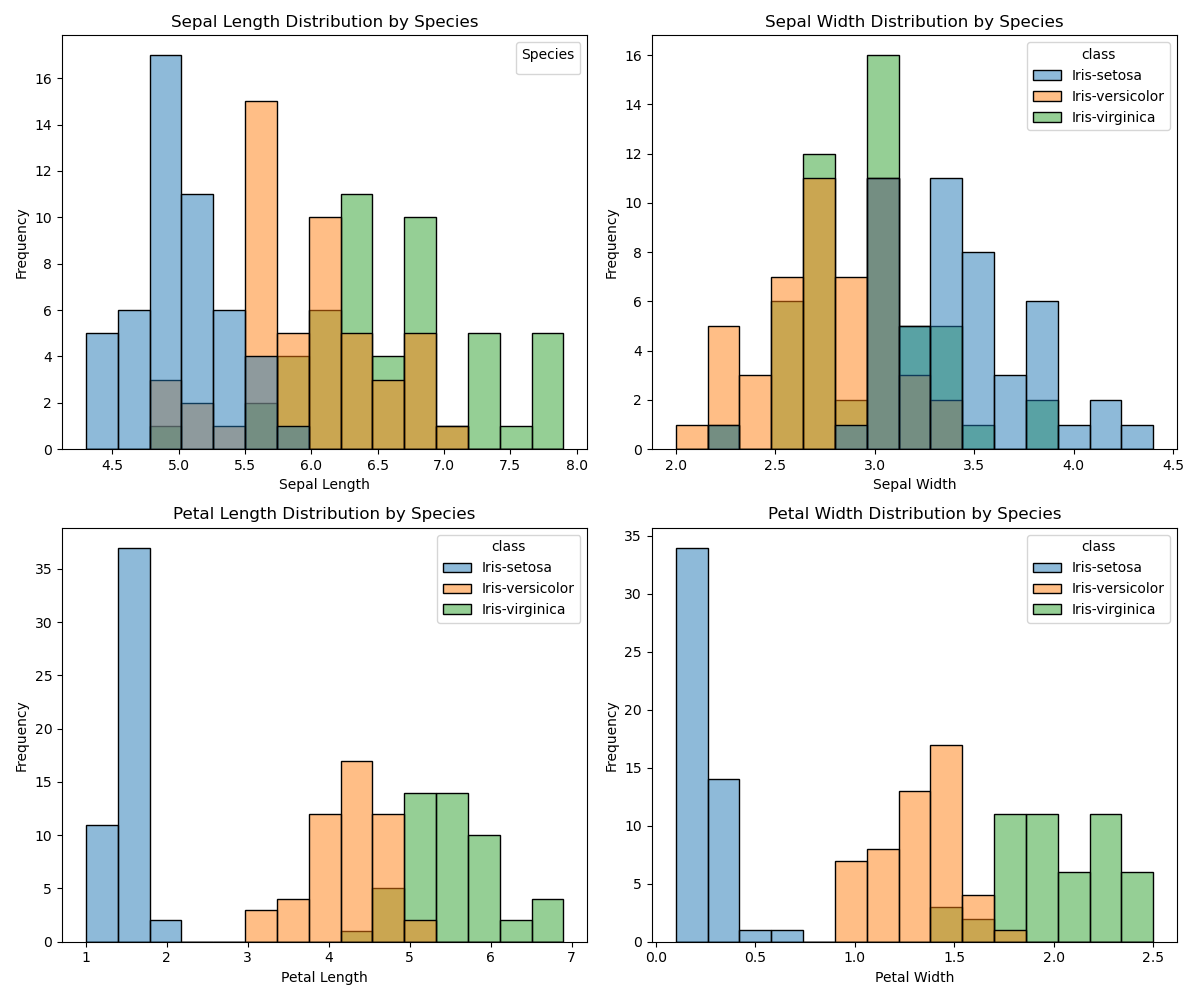 Sepal Length Distribution by Species
Species
Frequency
16
14
12
10
8
6
4
2
0
4.5 5.0 5.5 6.0 6.5 7.0 7.5 8.0
Sepal Length
Sepal Width Distribution by Species
class
Iris-setosa
Iris-versicolor
Iris-virginica
Frequency
16
14
12
10
8
6
4
2
0
2.0 2.5 3.0 3.5 4.0 4.5
Sepal Width
Petal Length Distribution by Species
class
Iris-setosa
Iris-versicolor
Iris-virginica
Frequency
35
30
25
20
15
10
5
0
1 2 3 4 5 6 7
Petal Length
Petal Width Distribution by Species
class
Iris-setosa
Iris-versicolor
Iris-virginica
Frequency
35
30
25
20
15
10
5
0
0.0 0.5 1.0 1.5 2.0 2.5
Petal Width